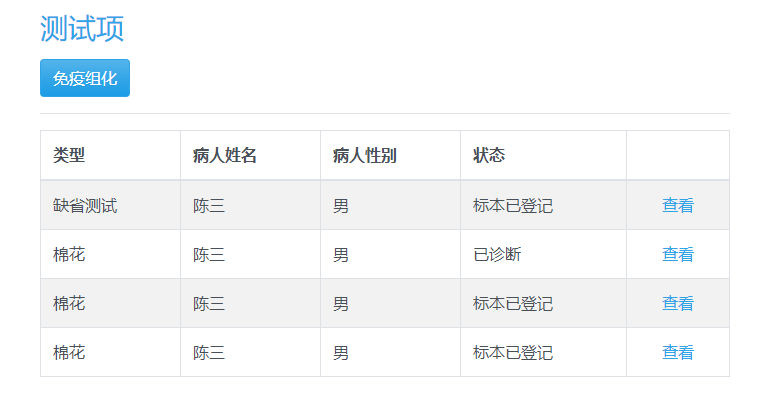 测试项
免疫组化
类型 病人姓名 病人性别 状态
缺省测试 陈三 男 标本已登记 查看
棉花 陈三 男 已诊断 查看
棉花 陈三 男 标本已登记 查看
棉花 陈三 男 标本已登记 查看